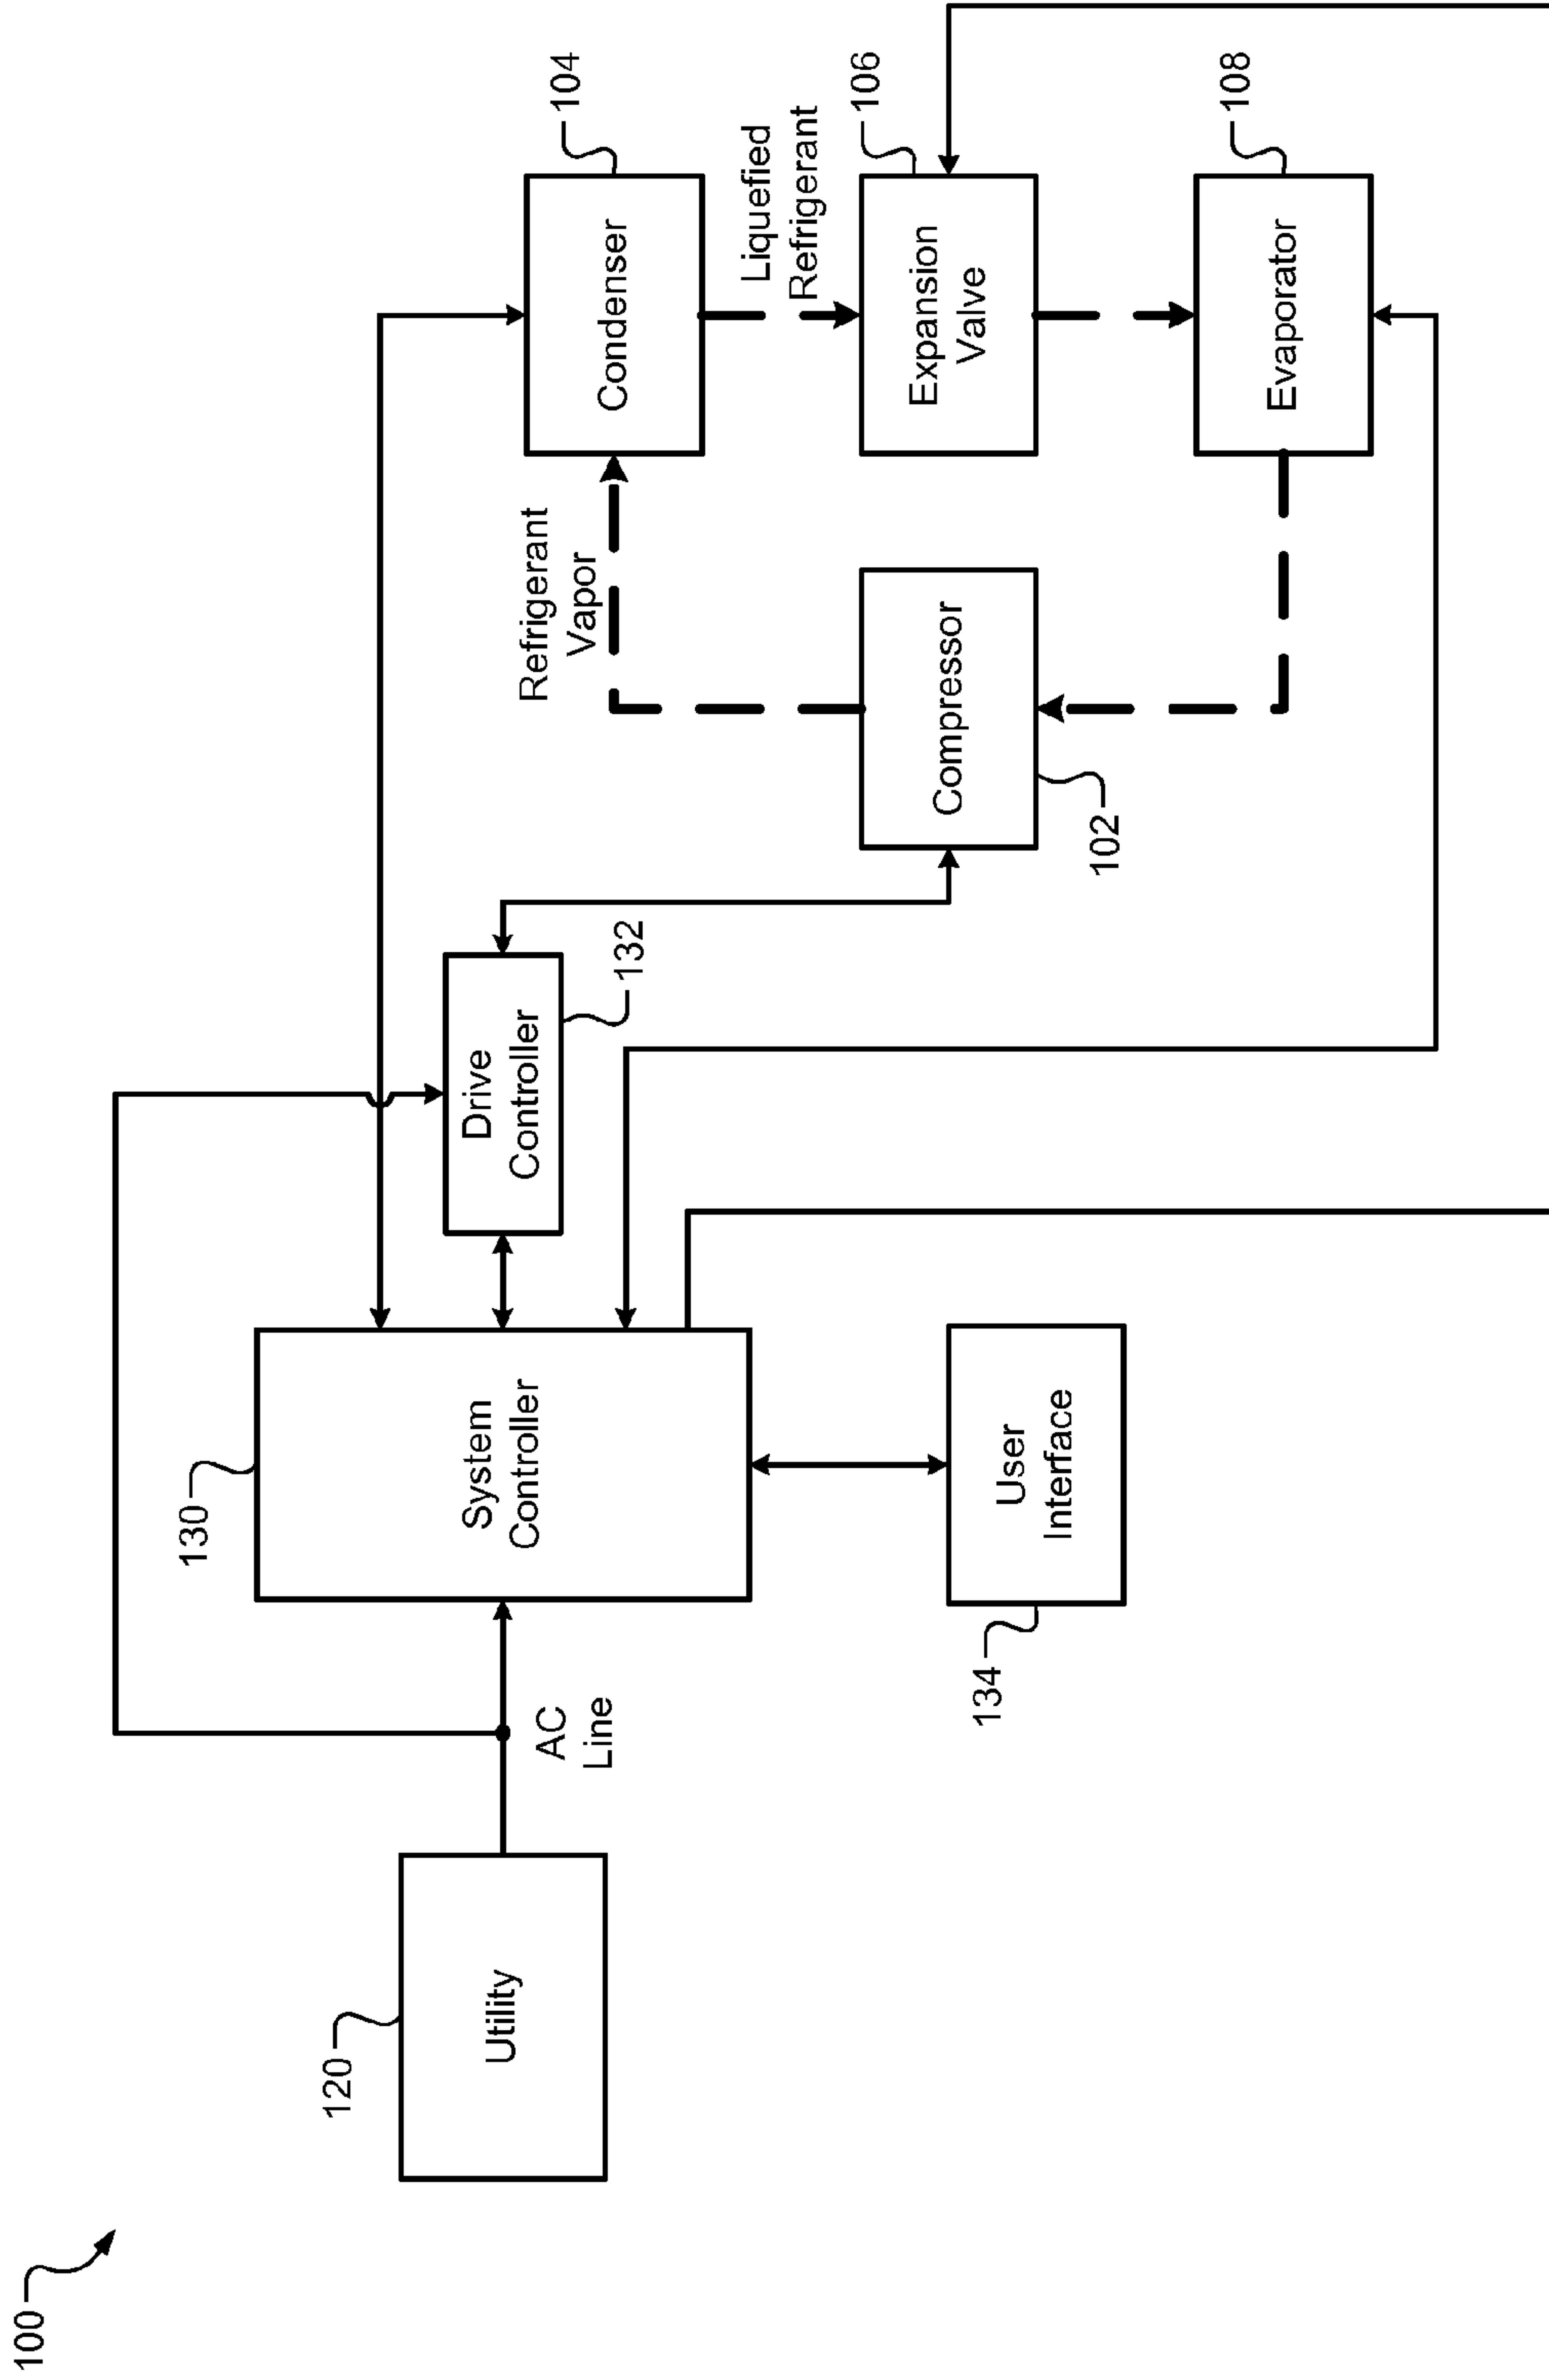 100
120
Utility
AC
Line
130
System
Controller
134
User
Interface
Drive
Controller
132
Compressor
102
Refrigerant
Vapor
Condenser
104
Liquefied
Refrigerant
Expansion
Valve
106
Evaporator
108